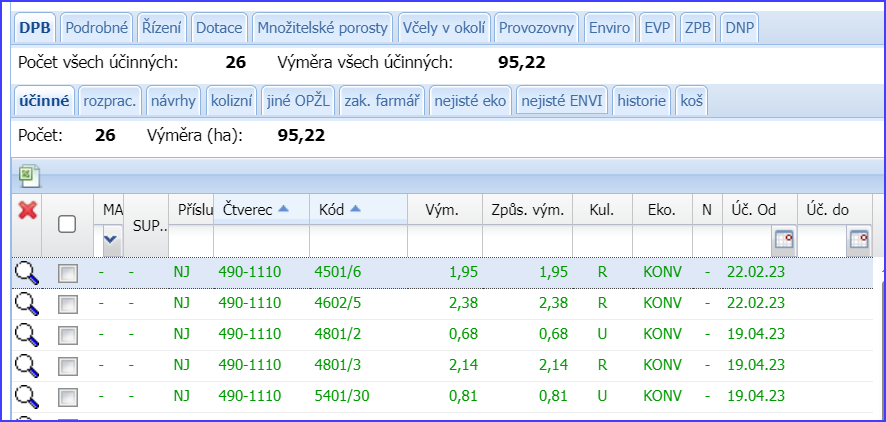 DPB Podrobné Řízení Dotace Množitelské porosty Včely v okolí Provozovny Enviro EVP ZPB DNP
Počet všech účinných: 26 Výměra všech účinných: 95,22
účinné rozprac. návrhy kolizní jiné OPŽL zak. farmář nejisté eko nejisté ENVI historie koš
Počet: 26 Výměra (ha): 95,22
MA SUP.. Příslu Čtverec Kód Vým. Způs. vým. Kul. Eko. N Úč. Od Úč. do
- - NJ 490-1110 4501/6 1,95 1,95 R KONV - 22.02.23
- - NJ 490-1110 4602/5 2,38 2,38 R KONV - 22.02.23
- - NJ 490-1110 4801/2 0,68 0,68 U KONV - 19.04.23
- - NJ 490-1110 4801/3 2,14 2,14 R KONV - 19.04.23
- - NJ 490-1110 5401/30 0,81 0,81 U KONV - 19.04.23